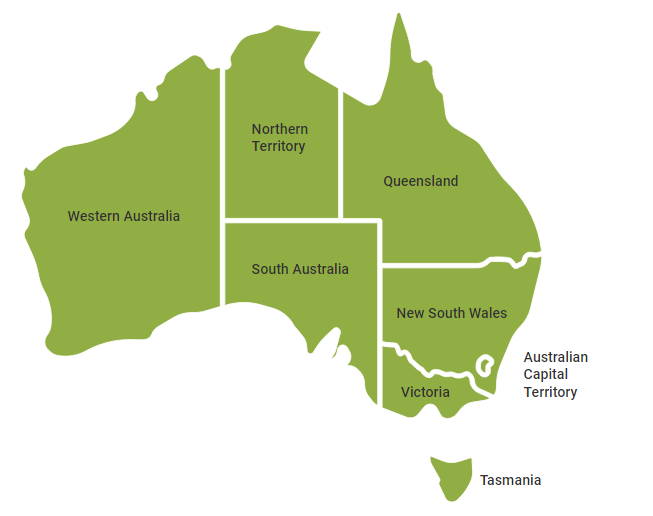 Northern
Territory
Queensland
Western Australia
South Australia
New South Wales
Australian
Capital
Territory
Victoria
Tasmania